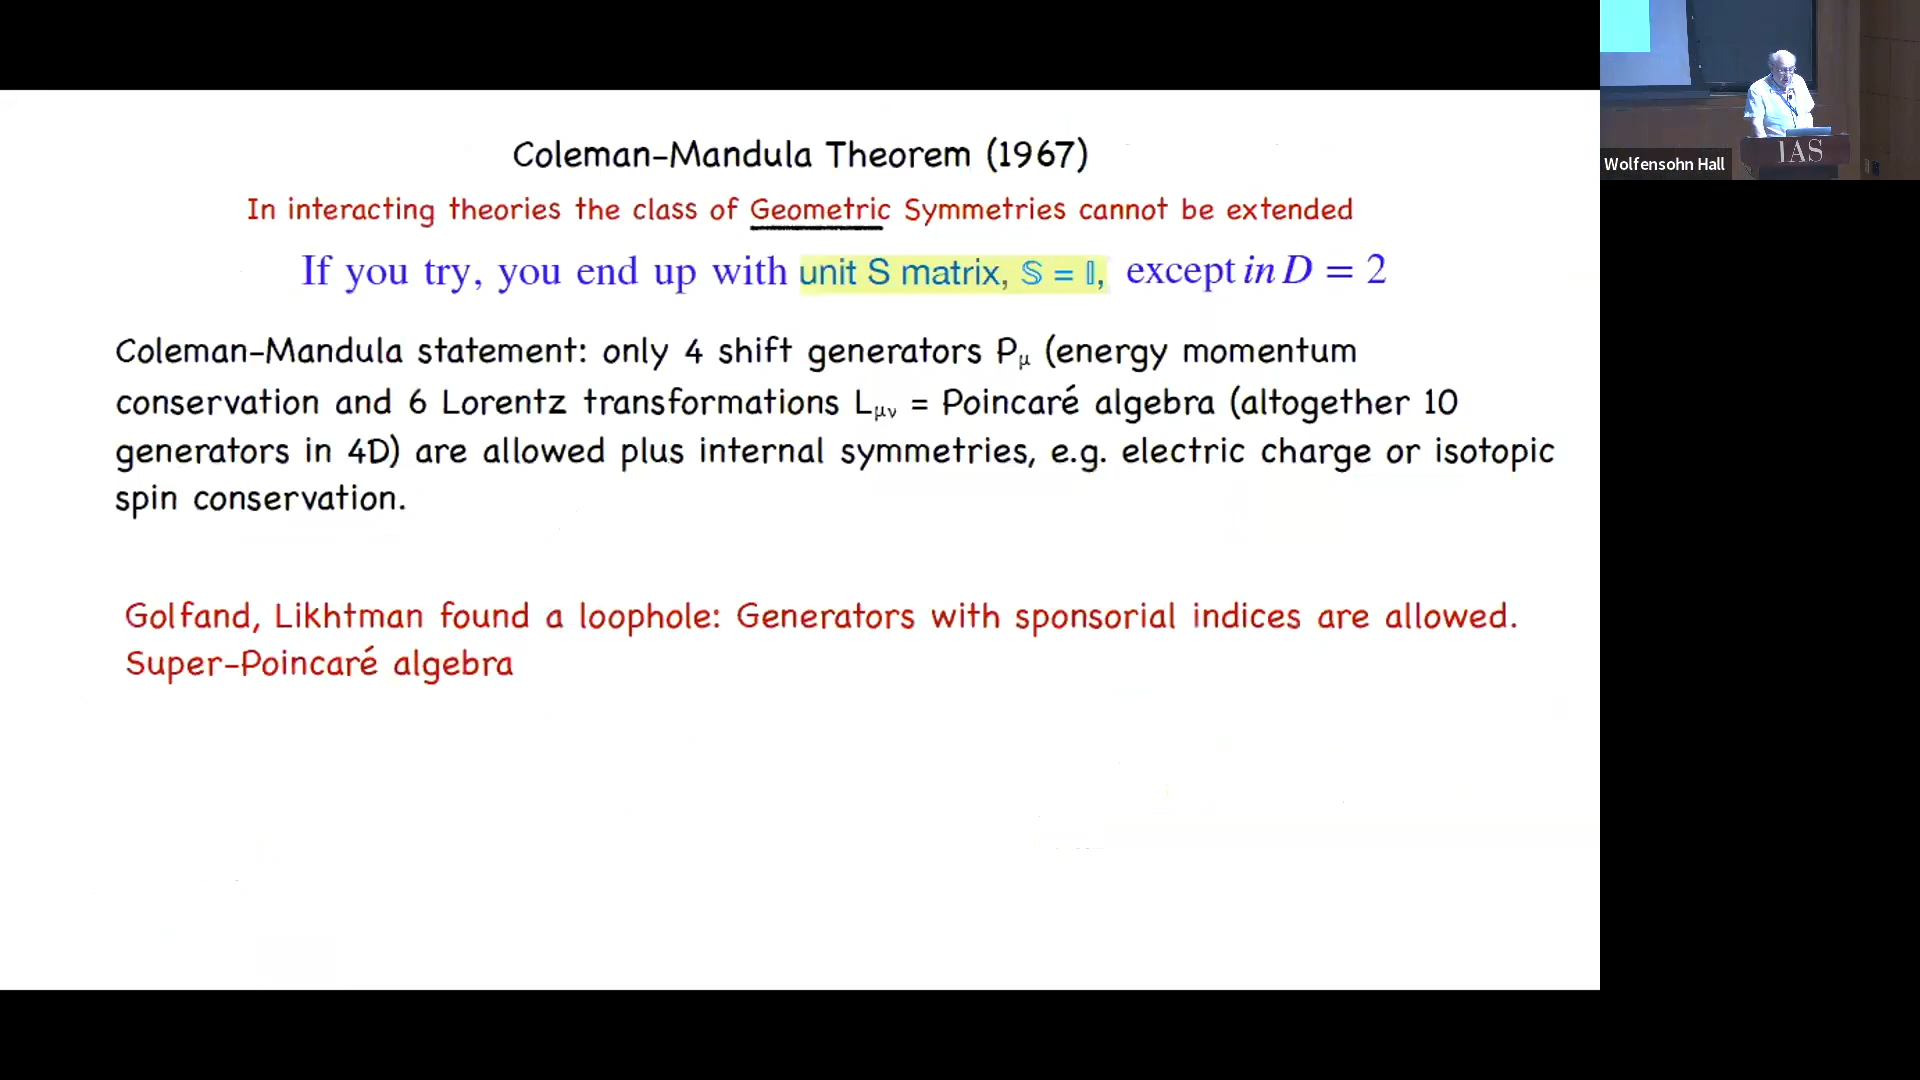 Coleman-Mandula Theorem (1967)
In interacting theories the class of Geometric Symmetries cannot be extended
If you try, you end up with unit S matrix, 𝕊 = 𝕀, except in D = 2
Coleman-Mandula statement: only 4 shift generators Pμ (energy momentum
conservation and 6 Lorentz transformations Lμν = Poincaré algebra (altogether 10
generators in 4D) are allowed plus internal symmetries, e.g. electric charge or isotopic
spin conservation.
Golfand, Likhtman found a loophole: Generators with sponsorial indices are allowed.
Super-Poincaré algebra
IAS
Wolfensohn Hall